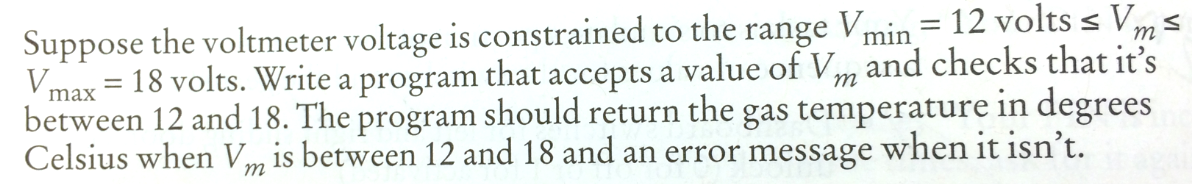 Suppose the voltmeter voltage is constrained to the range Vmin = 12 volts ≤ Vm ≤
Vmax = 18 volts. Write a program that accepts a value of Vm and checks that it's
between 12 and 18. The program should return the gas temperature in degrees
Celsius when Vm is between 12 and 18 and an error message when it isn't.